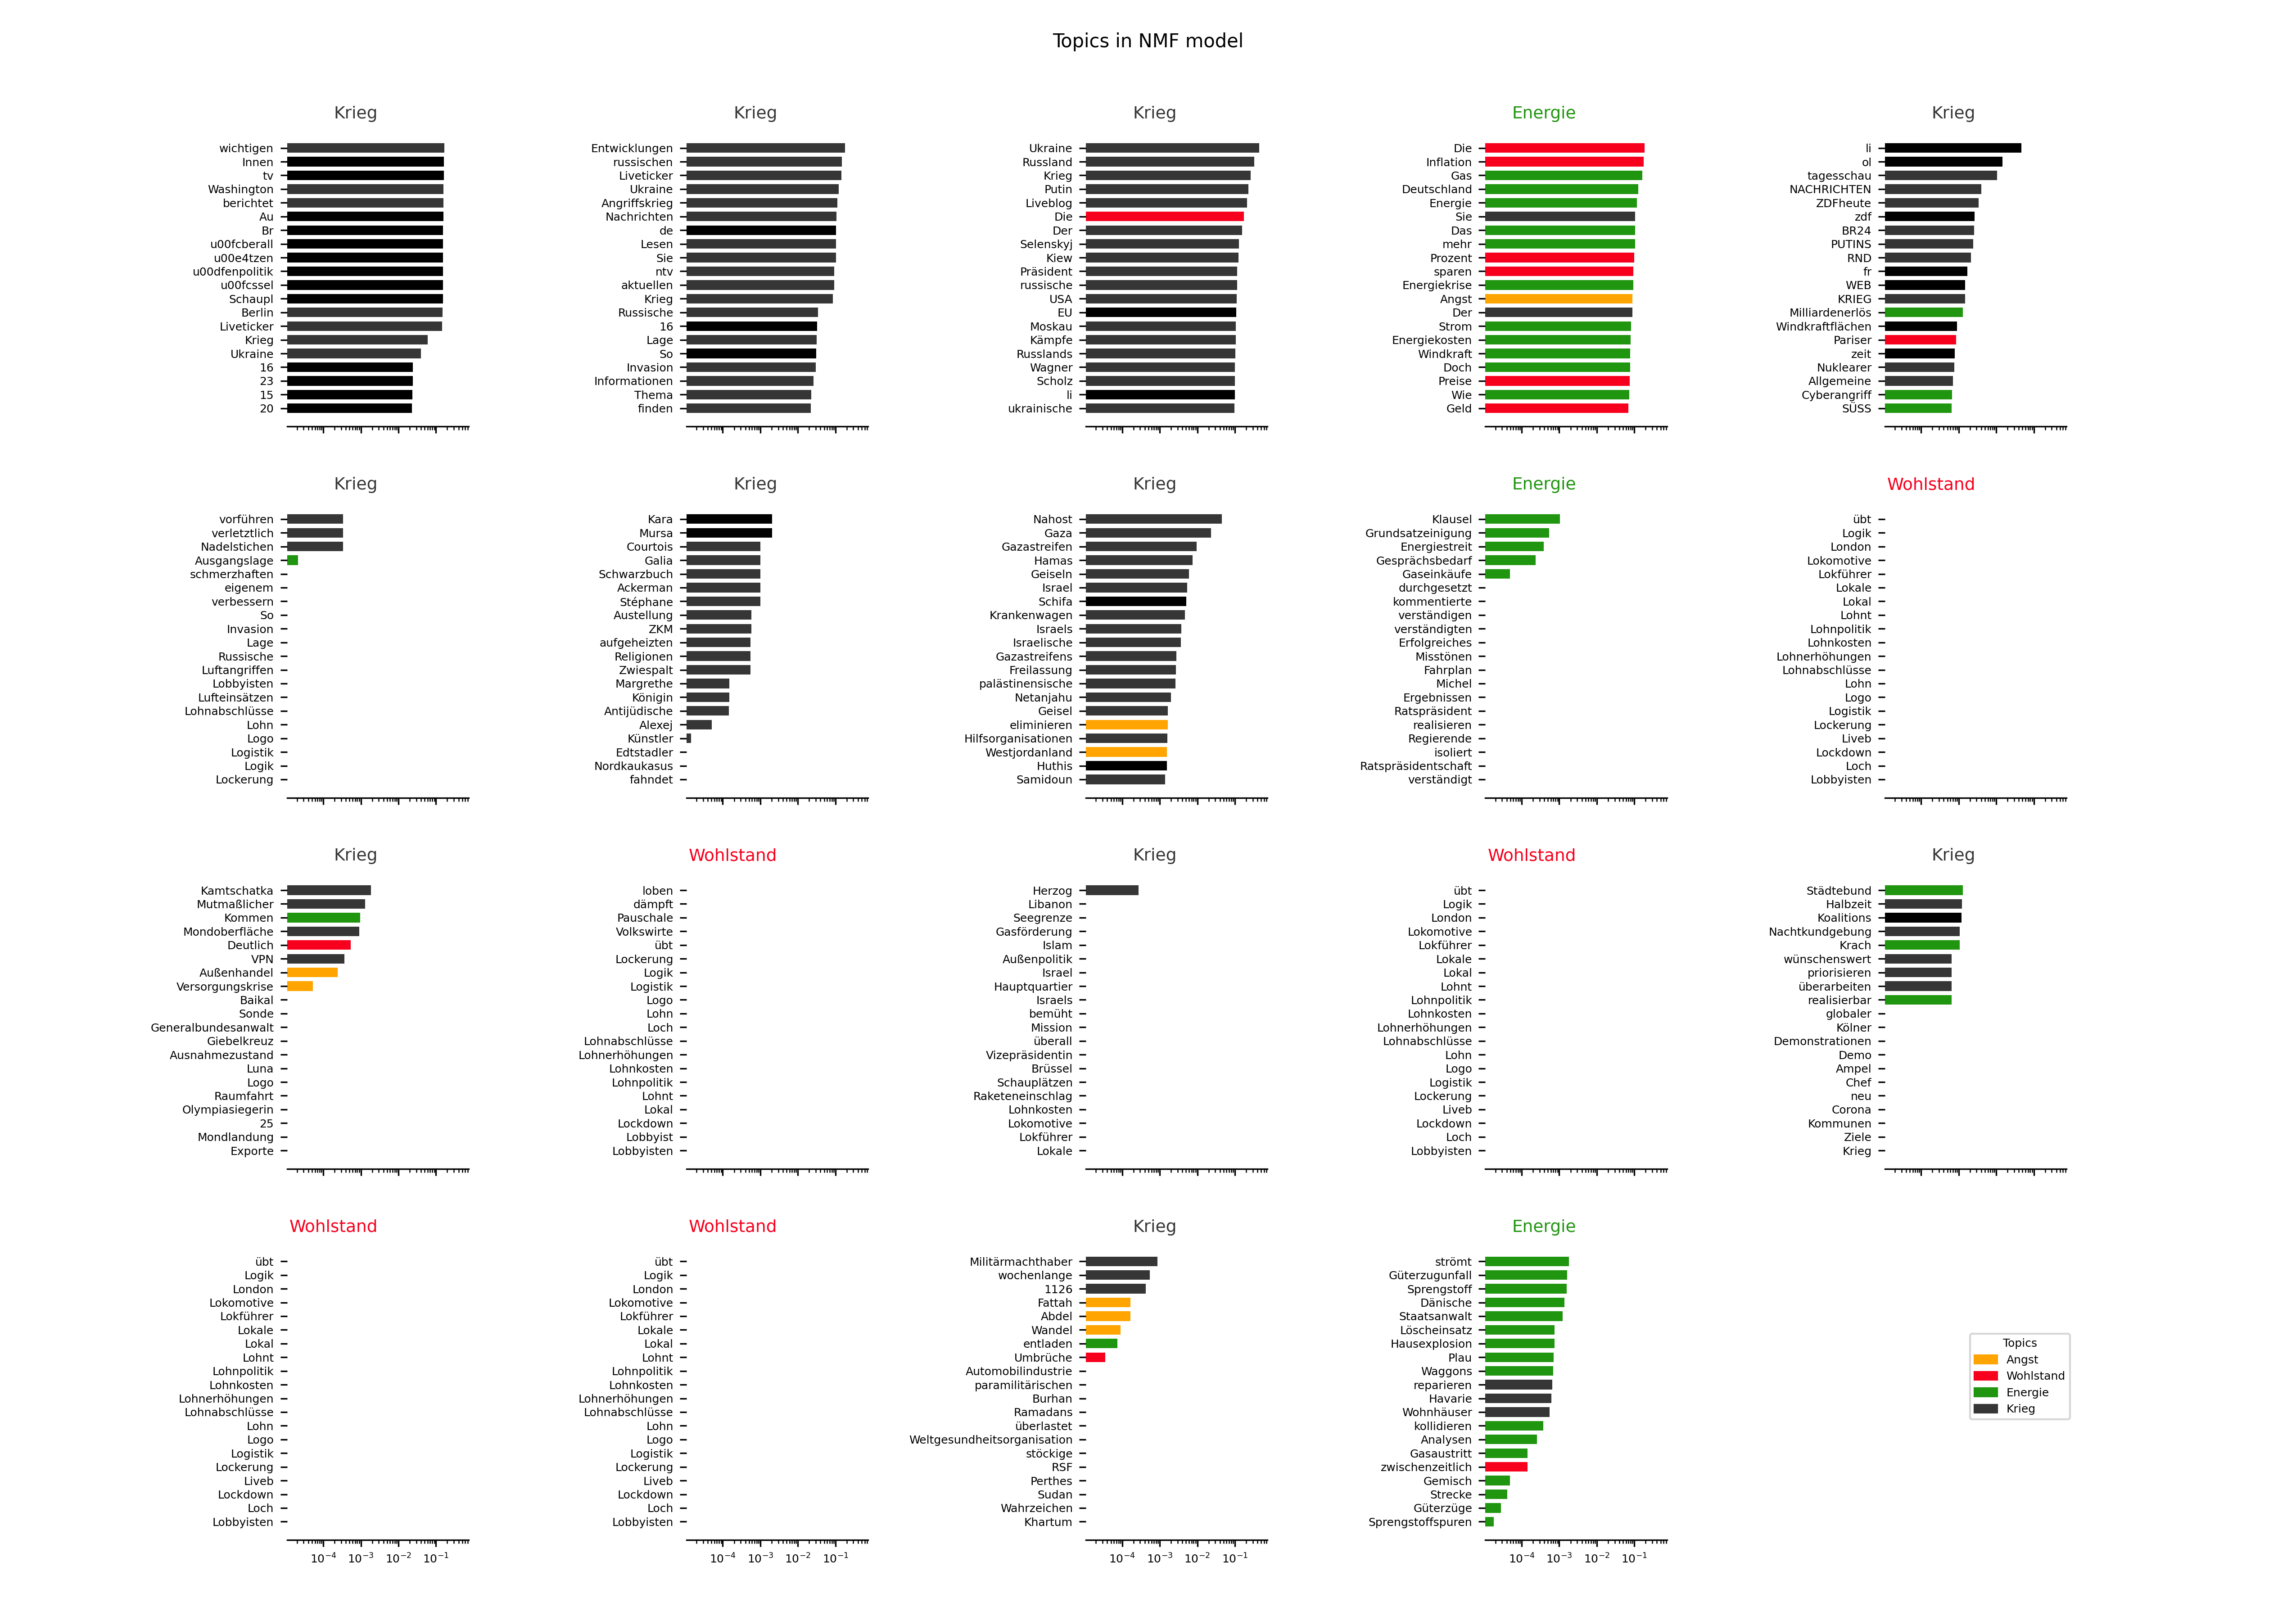 Topics in NMF model
Krieg
wichtigen
Innen
tv
Washington
berichtet
Au
Br
u00fcberall
u00e4tzen
u00dfenpolitik
u00fcssel
Schaupl
Berlin
Liveticker
Krieg
Ukraine
16
23
15
20
Krieg
Entwicklungen
russischen
Liveticker
Ukraine
Angriffskrieg
Nachrichten
de
Lesen
Sie
ntv
aktuellen
Krieg
Russische
16
Lage
So
Invasion
Informationen
Thema
finden
Krieg
Ukraine
Russland
Krieg
Putin
Liveblog
Die
Der
Selenskyj
Kiew
Präsident
russische
USA
EU
Moskau
Kämpfe
Russlands
Wagner
Scholz
li
ukrainische
Energie
Die
Inflation
Gas
Deutschland
Energie
Sie
Das
mehr
Prozent
sparen
Energiekrise
Angst
Der
Strom
Energiekosten
Windkraft
Doch
Preise
Wie
Geld
Krieg
li
ol
tagesschau
NACHRICHTEN
ZDFheute
zdf
BR24
PUTINS
RND
fr
WEB
KRIEG
Milliardenerlös
Windkraftflächen
Pariser
zeit
Nuklearer
Allgemeine
Cyberangriff
SÜSS
Krieg
vorführen
verletztlich
Nadelstichen
Ausgangslage
schmerzhaften
eigenem
verbessern
So
Invasion
Lage
Russische
Luftangriffen
Lobbyisten
Lufteinsätzen
Lohnabschlüsse
Lohn
Logo
Logistik
Logik
Lockerung
Krieg
Kara
Mursa
Courtois
Galia
Schwarzbuch
Ackerman
Stéphane
Austellung
ZKM
aufgeheizten
Religionen
Zwiespalt
Margrethe
Königin
Antijüdische
Alexej
Künstler
Edtstadler
Nordkaukasus
fahndet
Krieg
Nahost
Gaza
Gazastreifen
Hamas
Geiseln
Israel
Schifa
Krankenwagen
Israels
Israelische
Gazastreifens
Freilassung
palästinensische
Netanjahu
Geisel
eliminieren
Hilfsorganisationen
Westjordanland
Huthis
Samidoun
Energie
Klausel
Grundsatzeinigung
Energiestreit
Gesprächsbedarf
Gaseinkäufe
durchgesetzt
kommentierte
verständigen
verständigten
Erfolgreiches
Misstönen
Fahrplan
Michel
Ergebnissen
Ratspräsident
realisieren
Regierende
isoliert
Ratspräsidentschaft
verständigt
Wohlstand
übt
Logik
London
Lokomotive
Lokführer
Lokale
Lokal
Lohnt
Lohnpolitik
Lohnkosten
Lohnerhöhungen
Lohnabschlüsse
Lohn
Logo
Logistik
Lockerung
Liveb
Lockdown
Loch
Lobbyisten
Krieg
Kamtschatka
Mutmaßlicher
Kommen
Mondoberfläche
Deutlich
VPN
Außenhandel
Versorgungskrise
Baikal
Sonde
Generalbundesanwalt
Giebelkreuz
Ausnahmezustand
Luna
Logo
Raumfahrt
Olympiasiegerin
25
Mondlandung
Exporte
Wohlstand
loben
dämpft
Pauschale
Volkswirte
übt
Lockerung
Logik
Logistik
Logo
Lohn
Loch
Lohnabschlüsse
Lohnerhöhungen
Lohnkosten
Lohnpolitik
Lohnt
Lokal
Lockdown
Lobbyist
Lobbyisten
Krieg
Herzog
Libanon
Seegrenze
Gasförderung
Islam
Außenpolitik
Israel
Hauptquartier
Israels
bemüht
Mission
überall
Vizepräsidentin
Brüssel
Schauplätzen
Raketeneinschlag
Lohnkosten
Lokomotive
Lokführer
Lokale
Wohlstand
übt
Logik
London
Lokomotive
Lokführer
Lokale
Lokal
Lohnt
Lohnpolitik
Lohnkosten
Lohnerhöhungen
Lohnabschlüsse
Lohn
Logo
Logistik
Lockerung
Liveb
Lockdown
Loch
Lobbyisten
Krieg
Städtebund
Halbzeit
Koalitions
Nachtkundgebung
Krach
wünschenswert
priorisieren
überarbeiten
realisierbar
globaler
Kölner
Demonstrationen
Demo
Ampel
Chef
neu
Corona
Kommunen
Ziele
Krieg
Wohlstand
übt
Logik
London
Lokomotive
Lokführer
Lokale
Lokal
Lohnt
Lohnpolitik
Lohnkosten
Lohnerhöhungen
Lohnabschlüsse
Lohn
Logo
Logistik
Lockerung
Liveb
Lockdown
Loch
Lobbyisten
10⁻⁴ 10⁻³ 10⁻² 10⁻¹
Wohlstand
übt
Logik
London
Lokomotive
Lokführer
Lokale
Lokal
Lohnt
Lohnpolitik
Lohnkosten
Lohnerhöhungen
Lohnabschlüsse
Lohn
Logo
Logistik
Lockerung
Liveb
Lockdown
Loch
Lobbyisten
10⁻⁴ 10⁻³ 10⁻² 10⁻¹
Krieg
Militärmachthaber
wochenlange
1126
Fattah
Abdel
Wandel
entladen
Umbrüche
Automobilindustrie
paramilitärischen
Burhan
Ramadans
überlastet
Weltgesundheitsorganisation
stöckige
RSF
Perthes
Sudan
Wahrzeichen
Khartum
10⁻⁴ 10⁻³ 10⁻² 10⁻¹
Energie
strömt
Güterzugunfall
Sprengstoff
Dänische
Staatsanwalt
Löscheinsatz
Hausexplosion
Plau
Waggons
reparieren
Havarie
Wohnhäuser
kollidieren
Analysen
Gasaustritt
zwischenzeitlich
Gemisch
Strecke
Güterzüge
Sprengstoffspuren
10⁻⁴ 10⁻³ 10⁻² 10⁻¹
Topics
Angst
Wohlstand
Energie
Krieg